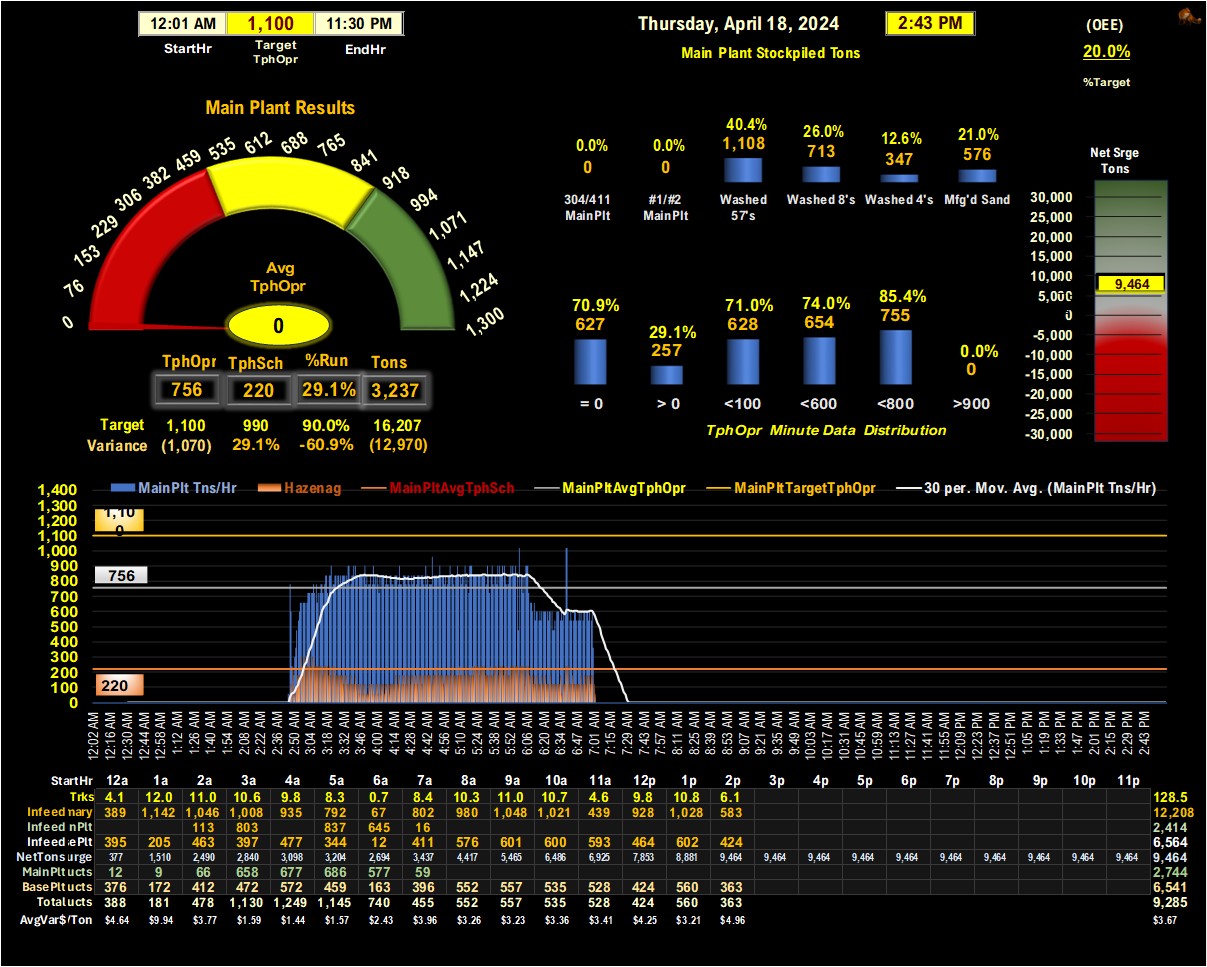 12:01 AM 1,100 11:30 PM
StartHr Target TphOpr EndHr
Thursday, April 18, 2024 2:43 PM
Main Plant Stockpiled Tons
(OEE)
20.0%
%Target
Main Plant Results
0 76 153 229 306 382 459 535 612 688 765 841 918 994 1,071 1,147 1,224 1,300
Avg
TphOpr
0
TphOpr TphSch %Run Tons
756 220 29.1% 3,237
Target 1,100 990 90.0% 16,207
Variance (1,070) 29.1% -60.9% (12,970)
0.0% 0.0% 40.4% 26.0% 12.6% 21.0%
0 0 1,108 713 347 576
304/411 MainPlt #1/#2 MainPlt Washed 57's Washed 8's Washed 4's Mfg'd Sand
70.9% 29.1% 71.0% 74.0% 85.4% 0.0%
627 257 628 654 755 0
= 0 > 0 <100 <600 <800 >900
TphOpr Minute Data Distribution
Net Srge
Tons
30,000
25,000
20,000
15,000
10,000
9,464
5,000
0
-5,000
-10,000
-15,000
-20,000
-25,000
-30,000
MainPlt Tns/Hr Hazenag MainPltAvgTphSch MainPltAvgTphOpr MainPltTargetTphOpr 30 per. Mov. Avg. (MainPlt Tns/Hr)
1,400
1,300
1,200
1,100
1,000
900
800
700
600
500
400
300
200
100
0
1,100
756
220
12:02 AM 12:16 AM 12:30 AM 12:44 AM 12:58 AM 1:12 AM 1:26 AM 1:40 AM 1:54 AM 2:08 AM 2:22 AM 2:36 AM 2:50 AM 3:04 AM 3:18 AM 3:32 AM 3:46 AM 4:00 AM 4:14 AM 4:28 AM 4:42 AM 4:56 AM 5:10 AM 5:24 AM 5:38 AM 5:52 AM 6:06 AM 6:20 AM 6:34 AM 6:47 AM 7:01 AM 7:15 AM 7:29 AM 7:43 AM 7:57 AM 8:11 AM 8:25 AM 8:39 AM 8:53 AM 9:07 AM 9:21 AM 9:35 AM 9:49 AM 10:03 AM 10:17 AM 10:31 AM 10:45 AM 10:59 AM 11:13 AM 11:27 AM 11:41 AM 11:55 AM 12:09 PM 12:23 PM 12:37 PM 12:51 PM 1:05 PM 1:19 PM 1:33 PM 1:47 PM 2:01 PM 2:15 PM 2:29 PM 2:43 PM
StartHr 12a 1a 2a 3a 4a 5a 6a 7a 8a 9a 10a 11a 12p 1p 2p 3p 4p 5p 6p 7p 8p 9p 10p 11p
Trks 4.1 12.0 11.0 10.6 9.8 8.3 0.7 8.4 10.3 11.0 10.7 4.6 9.8 10.8 6.1 128.5
Infeed mary 389 1,142 1,046 1,008 935 792 67 802 980 1,048 1,021 439 928 1,028 583 12,208
Infeed nPlt 113 803 837 645 16 2,414
Infeed ePlt 395 205 463 397 477 344 12 411 576 601 600 593 464 602 424 6,564
NetTons urge 377 1,510 2,490 2,840 3,098 3,204 2,694 3,437 4,417 5,465 6,486 6,925 7,853 8,881 9,464 9,464 9,464 9,464 9,464 9,464 9,464 9,464 9,464 9,464 9,464
MainPlt ucts 12 9 66 658 677 686 577 59 2,744
BasePlt ucts 376 172 412 472 572 459 163 396 552 557 535 528 424 560 363 6,541
Total ucts 388 181 478 1,130 1,249 1,145 740 455 552 557 535 528 424 560 363 9,285
AvgVar$/Ton $4.64 $9.94 $3.77 $1.59 $1.44 $1.57 $2.43 $3.96 $3.26 $3.23 $3.36 $3.41 $4.25 $3.21 $4.96 $3.67